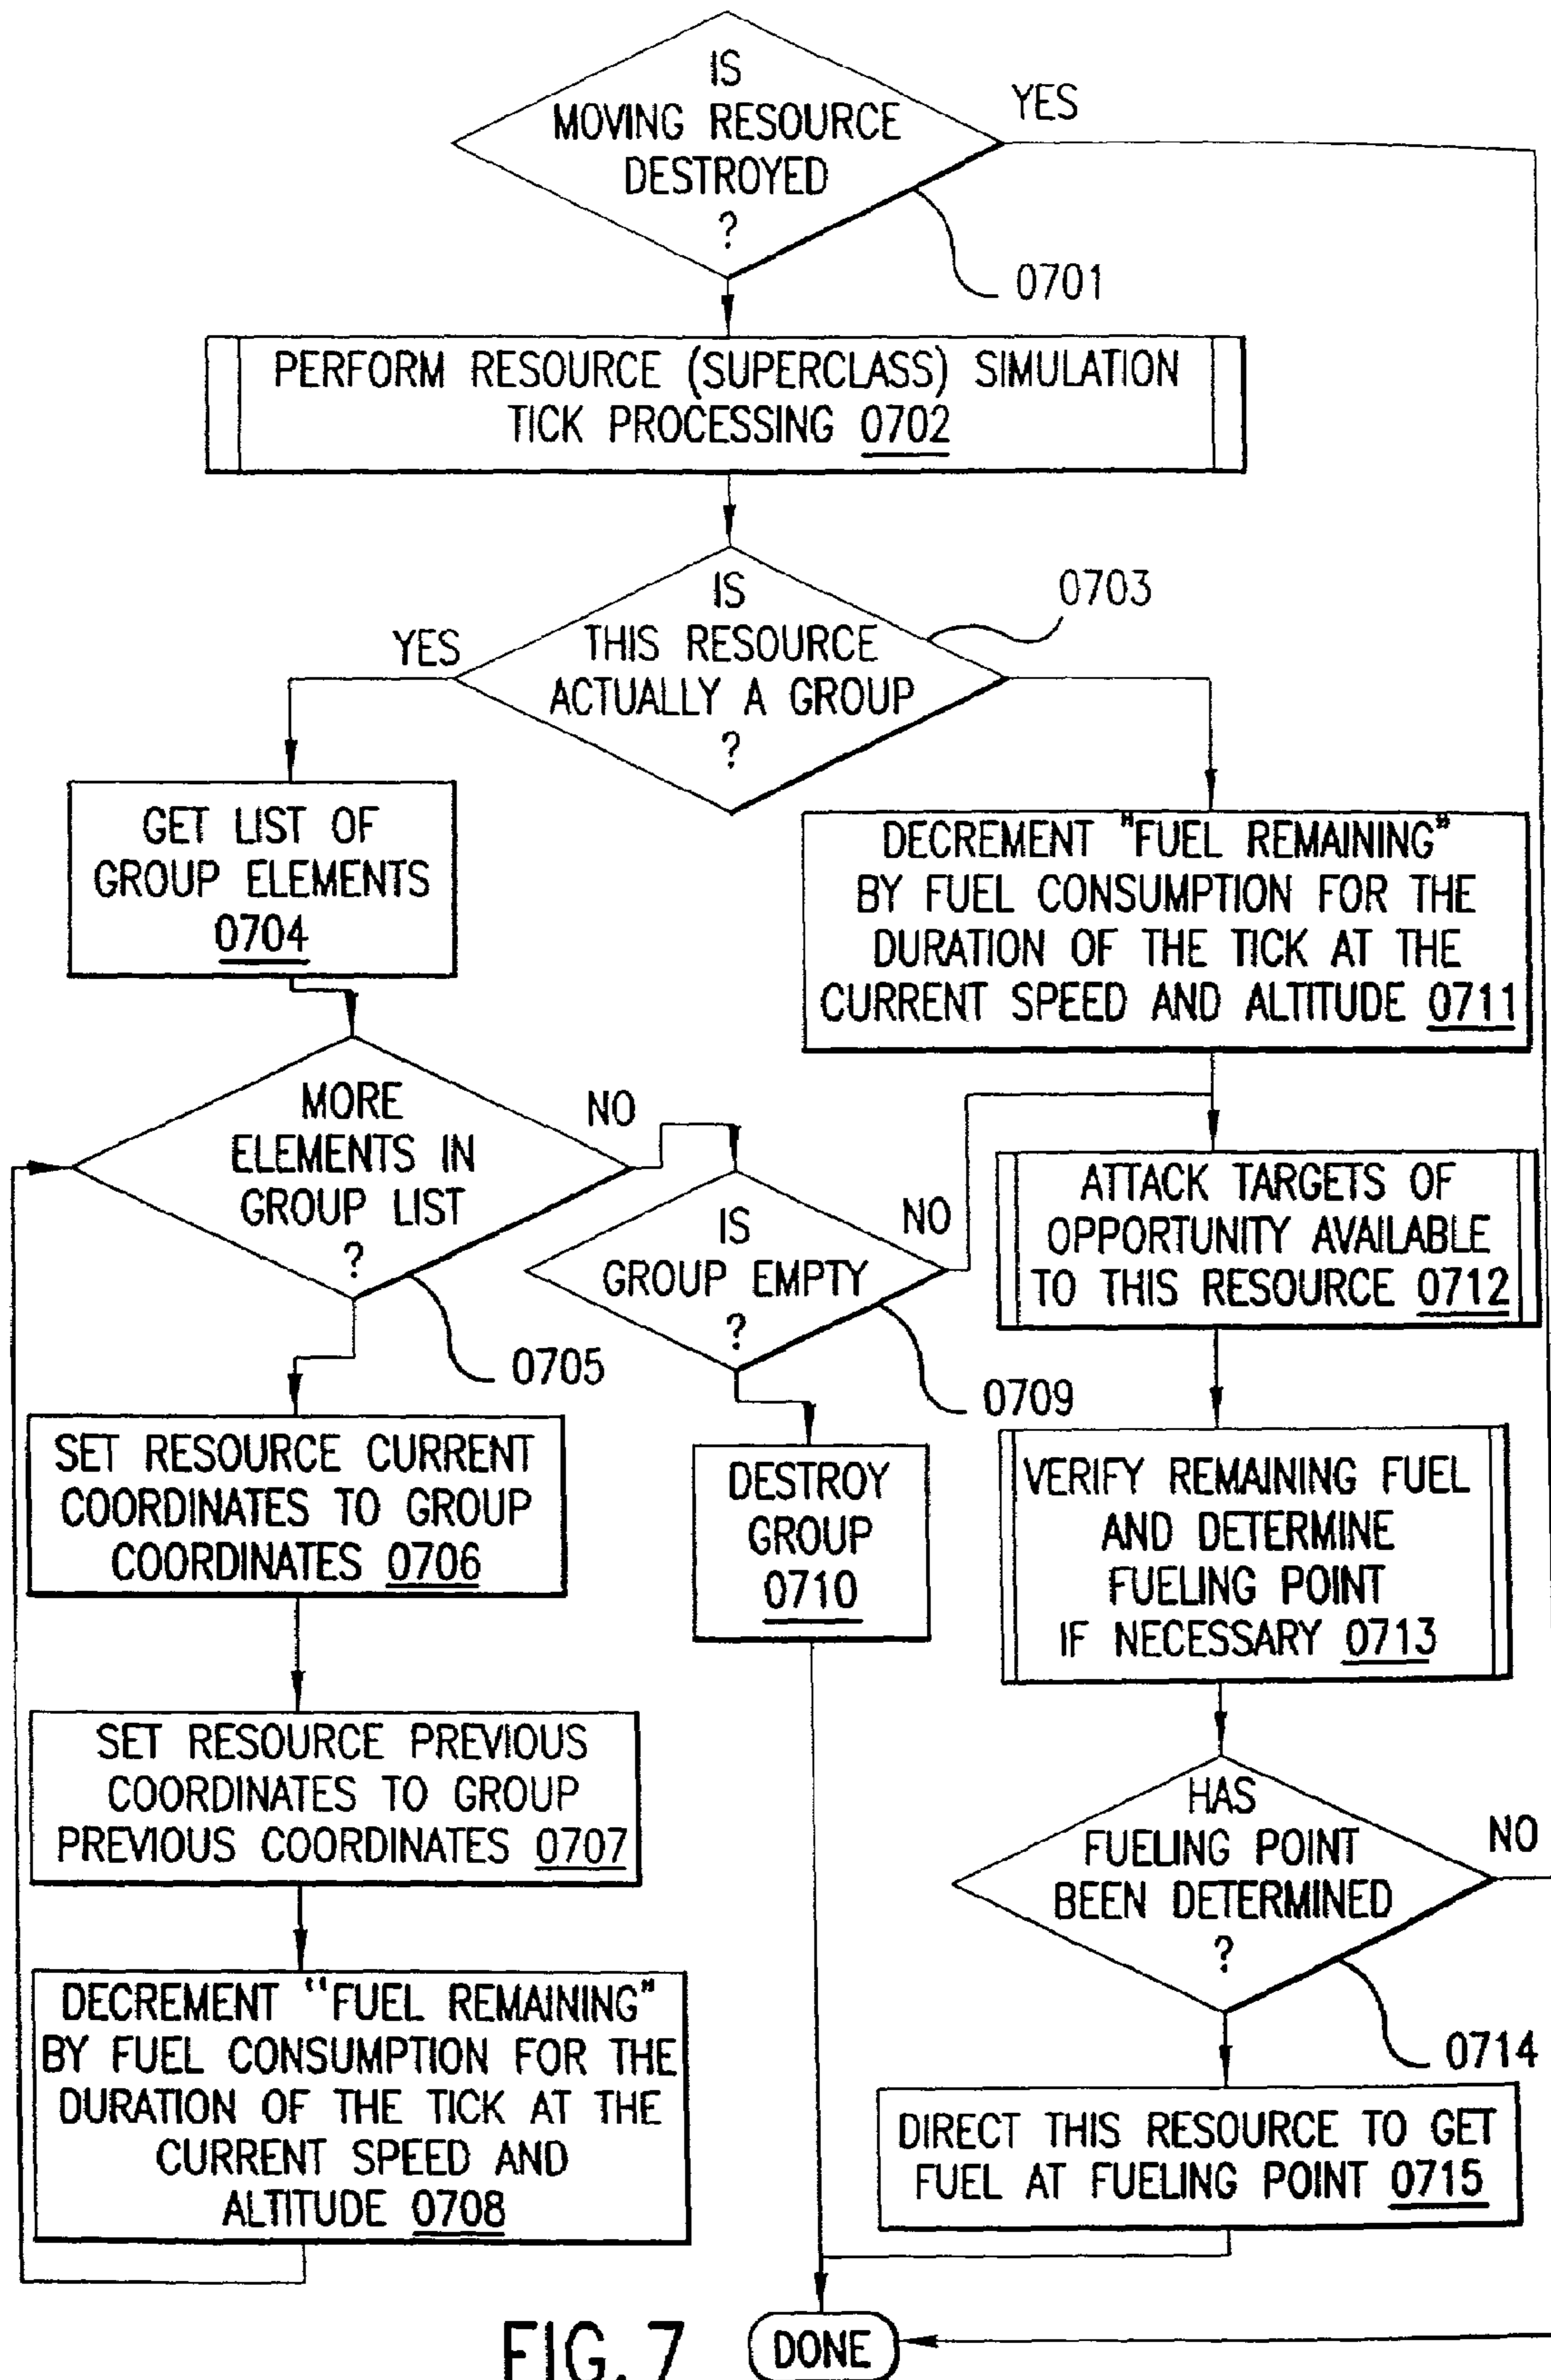 IS
MOVING RESOURCE
DESTROYED
?
YES
0701
PERFORM RESOURCE (SUPERCLASS) SIMULATION
TICK PROCESSING 0702
IS
THIS RESOURCE
ACTUALLY A GROUP
?
0703
YES
GET LIST OF
GROUP ELEMENTS
0704
DECREMENT "FUEL REMAINING"
BY FUEL CONSUMPTION FOR THE
DURATION OF THE TICK AT THE
CURRENT SPEED AND ALTITUDE 0711
MORE
ELEMENTS IN
GROUP LIST
?
NO
0705
IS
GROUP EMPTY
?
NO
0709
ATTACK TARGETS OF
OPPORTUNITY AVAILABLE
TO THIS RESOURCE 0712
SET RESOURCE CURRENT
COORDINATES TO GROUP
COORDINATES 0706
DESTROY
GROUP
0710
VERIFY REMAINING FUEL
AND DETERMINE
FUELING POINT
IF NECESSARY 0713
SET RESOURCE PREVIOUS
COORDINATES TO GROUP
PREVIOUS COORDINATES 0707
HAS
FUELING POINT
BEEN DETERMINED
?
NO
0714
DECREMENT "FUEL REMAINING"
BY FUEL CONSUMPTION FOR THE
DURATION OF THE TICK AT THE
CURRENT SPEED AND
ALTITUDE 0708
DIRECT THIS RESOURCE TO GET
FUEL AT FUELING POINT 0715
FIG. 7
DONE